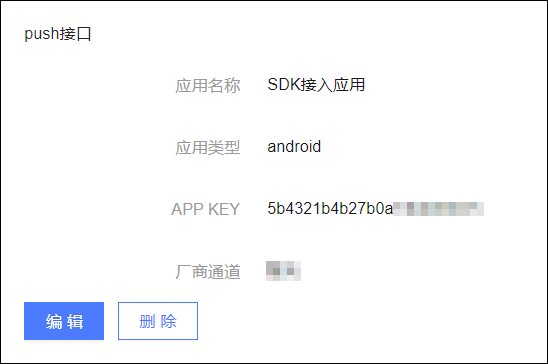 push接口
应用名称 SDK接入应用
应用类型 android
APP KEY 5b4321b4b27b0a
厂商通道
编 辑 删 除